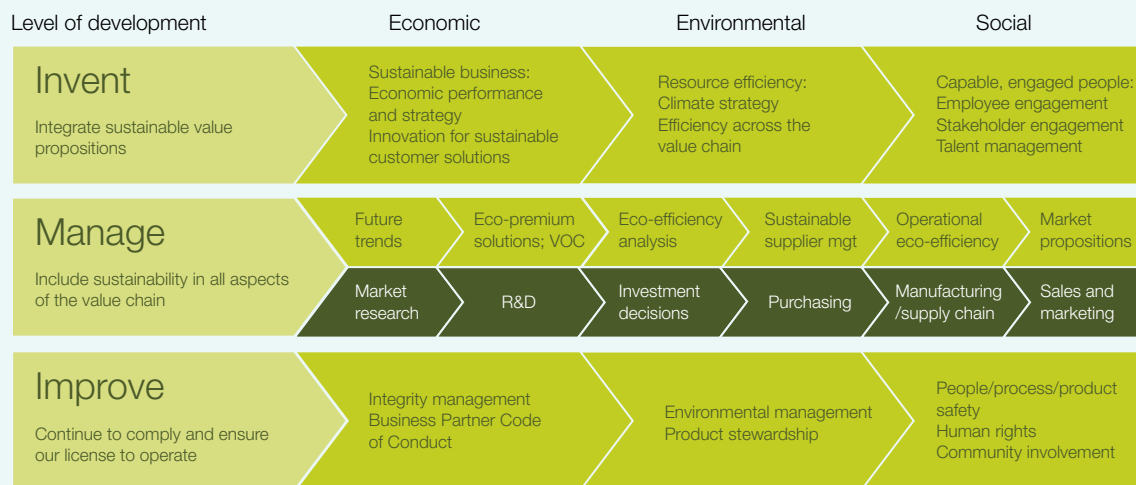 Level of development
Economic
Environmental
Social
Invent
Integrate sustainable value
propositions
Sustainable business:
Economic performance
and strategy
Innovation for sustainable
customer solutions
Resource efficiency:
Climate strategy
Efficiency across the
value chain
Capable, engaged people:
Employee engagement
Stakeholder engagement
Talent management
Manage
Include sustainability in all aspects
of the value chain
Future
trends
Eco-premium
solutions; VOC
Eco-efficiency
analysis
Sustainable
supplier mgt
Operational
eco-efficiency
Market
propositions
Market
research
R&D
Investment
decisions
Purchasing
Manufacturing
/supply chain
Sales and
marketing
Improve
Continue to comply and ensure
our license to operate
Integrity management
Business Partner Code
of Conduct
Environmental management
Product stewardship
People/process/product
safety
Human rights
Community involvement